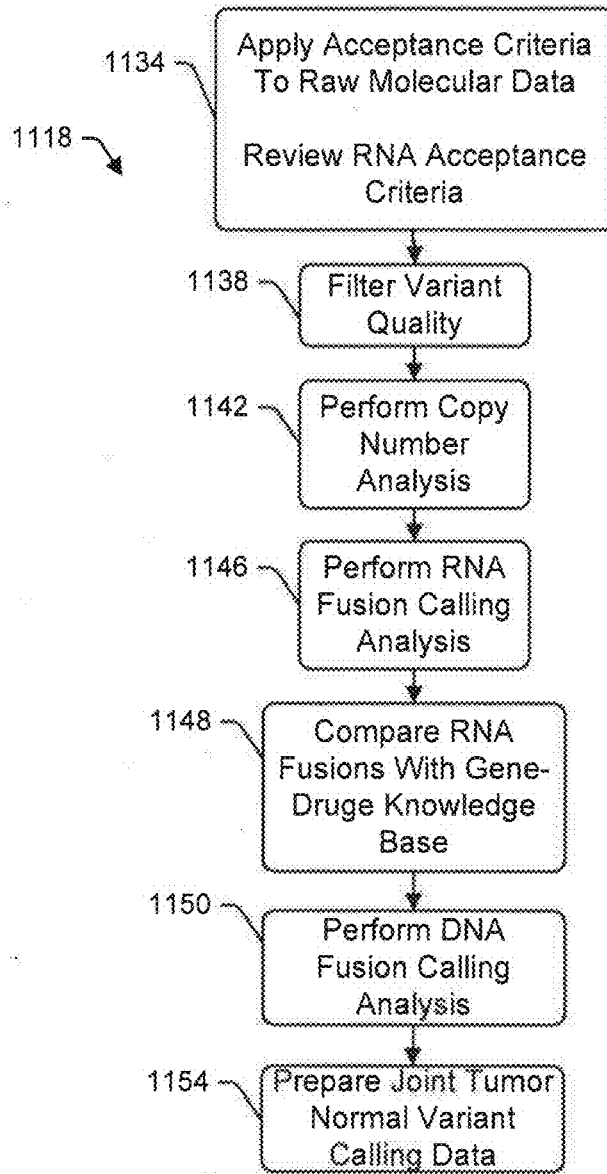 1134
Apply Acceptance Criteria
To Raw Molecular Data
1118
Review RNA Acceptance
Criteria
1138
Filter Variant
Quality
1142
Perform Copy
Number
Analysis
1146
Perform RNA
Fusion Calling
Analysis
1148
Compare RNA
Fusions With Gene-
Druge Knowledge
Base
1150
Perform DNA
Fusion Calling
Analysis
1154
Prepare Joint Tumor
Normal Variant
Calling Data